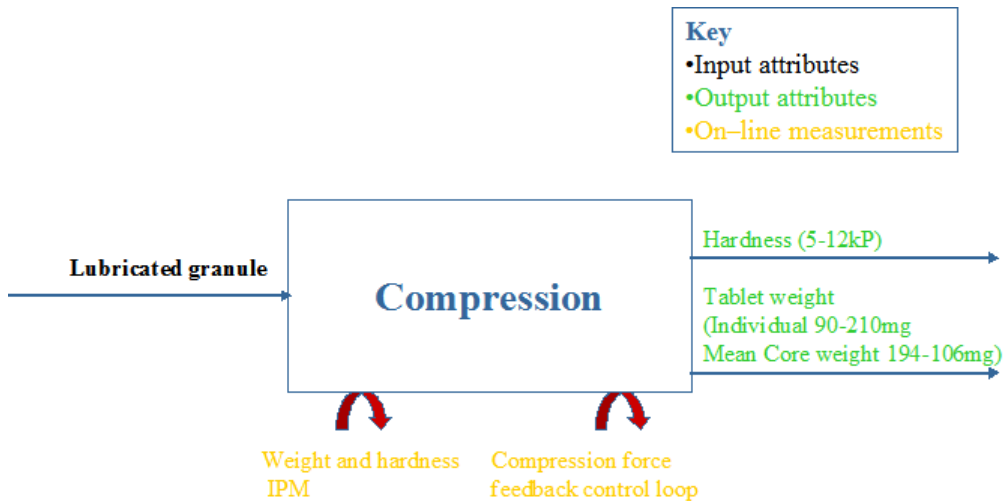 Key
•Input attributes
•Output attributes
•On–line measurements
Lubricated granule
Compression
Hardness (5-12kP)
Tablet weight
(Individual 90-210mg
Mean Core weight 194-106mg)
Weight and hardness
IPM
Compression force
feedback control loop